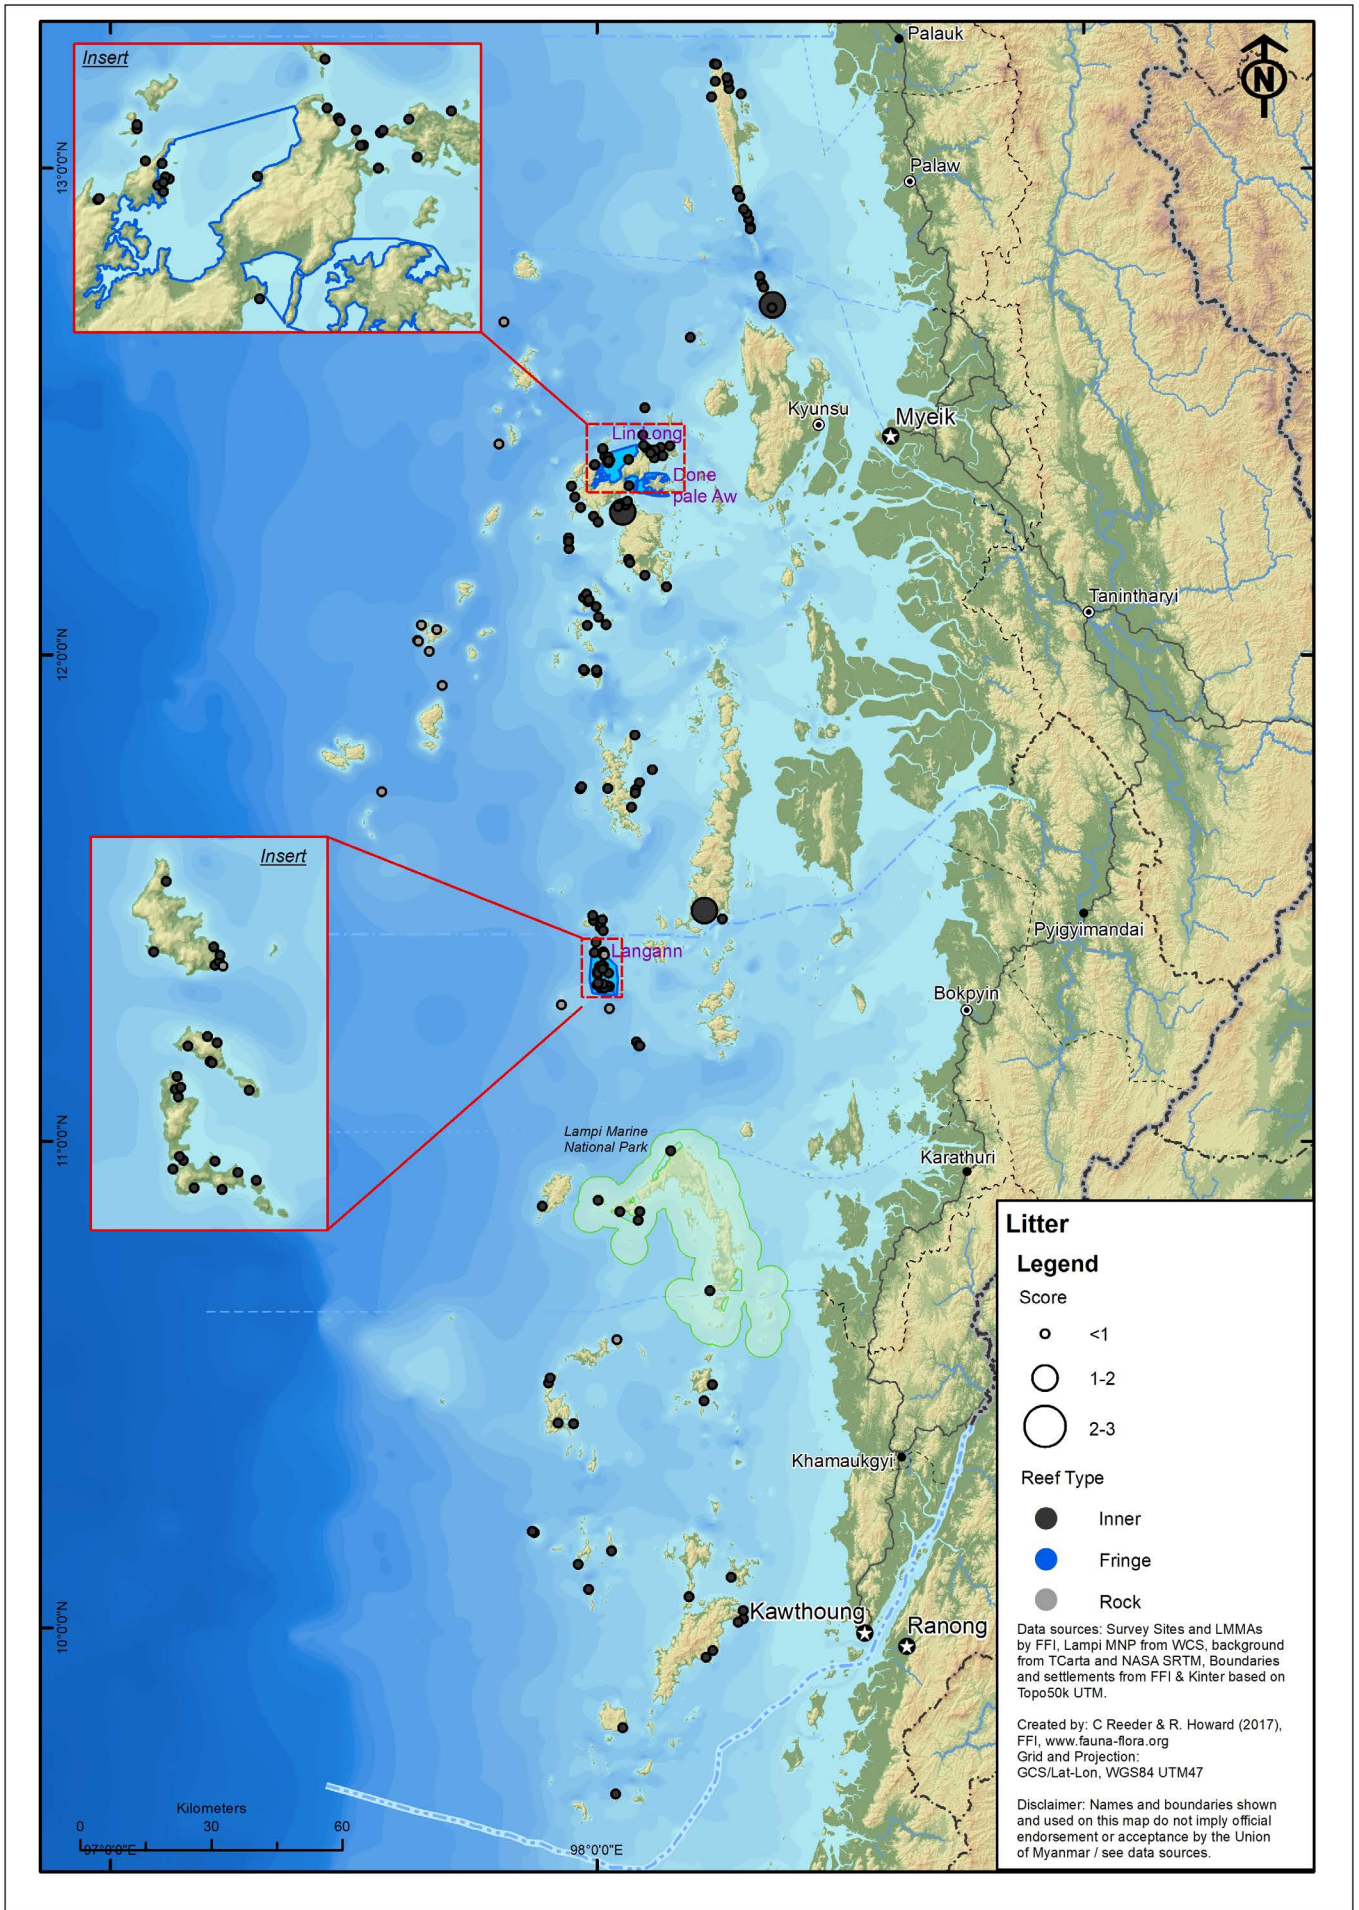 Insert
Palauk
N
13°0'0"N
Palaw
Kyunsu
Myeik
Lin Long
Done
pale Aw
Tanintharyi
12°0'0"N
Insert
Pyigyimandai
Langann
Bokpyin
11°0'0"N
Lampi Marine
National Park
Karathuri
Khamaukgyi
10°0'0"N
Kawthoung
Ranong
Kilometers
0 30 60
97°0'0"E 98°0'0"E
Litter
Legend
Score
<1
1-2
2-3
Reef Type
Inner
Fringe
Rock
Data sources: Survey Sites and LMMAs
by FFI, Lampi MNP from WCS, background
from TCarta and NASA SRTM, Boundaries
and settlements from FFI & Kinter based on
Topo50k UTM.
Created by: C Reeder & R. Howard (2017),
FFI, www.fauna-flora.org
Grid and Projection:
GCS/Lat-Lon, WGS84 UTM47
Disclaimer: Names and boundaries shown
and used on this map do not imply official
endorsement or acceptance by the Union
of Myanmar / see data sources.